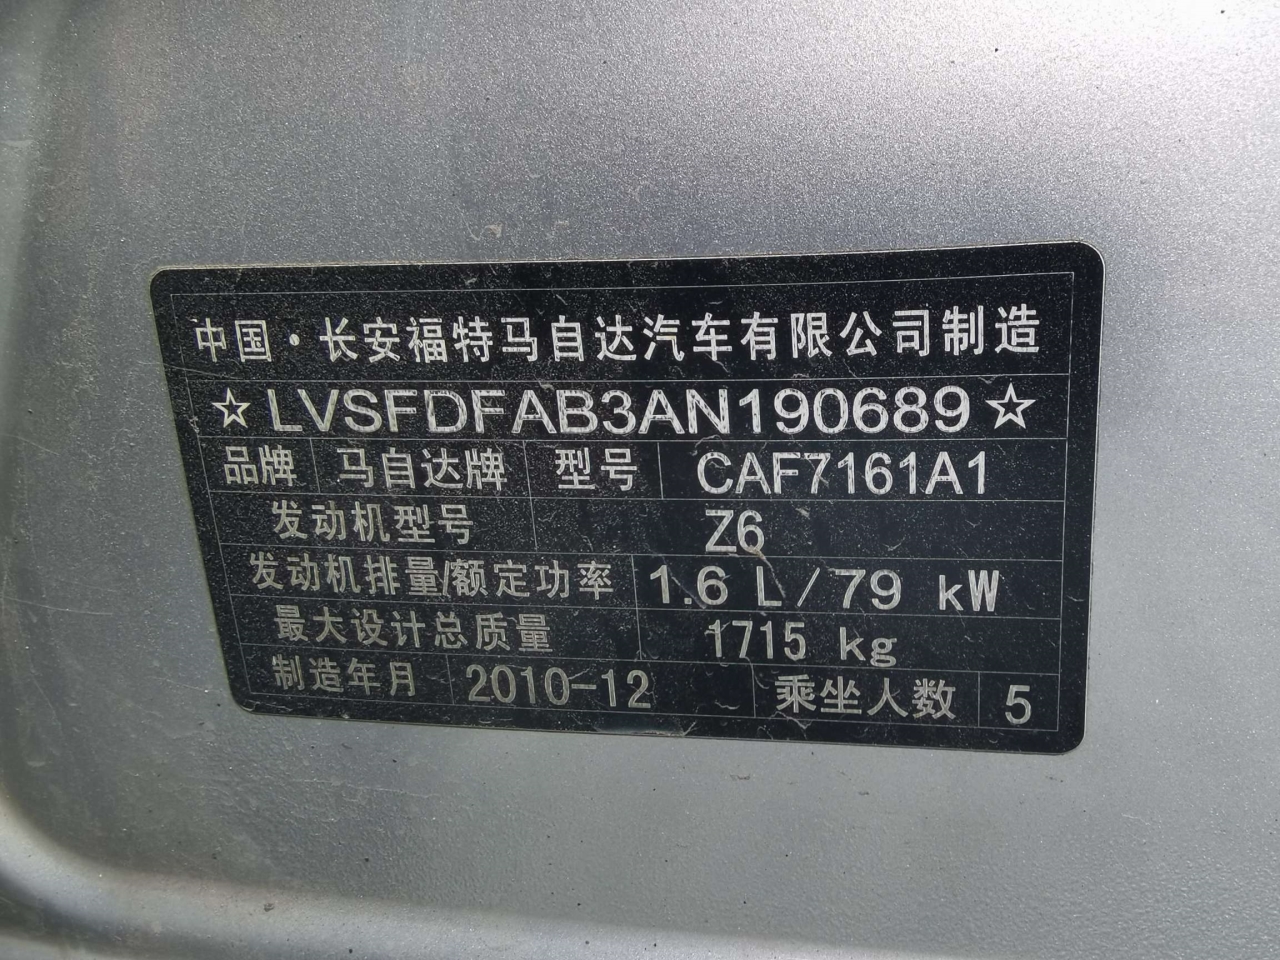 中国·长安福特马自达汽车有限公司制造
☆LVSFDFAB3AN190689☆
品牌 马自达牌 型号 CAF7161A1
发动机型号 Z6
发动机排量/额定功率 1.6 L/79 kW
最大设计总质量 1715 kg
制造年月 2010-12 乘坐人数 5